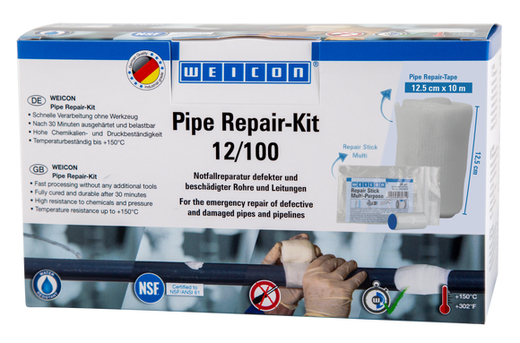 WEICON
Pipe Repair-Tape
12.5 cm x 10 m
DE WEICON
Pipe Repair-Kit
• Schnelle Verarbeitung ohne Werkzeug
• Nach 30 Minuten ausgehärtet und belastbar
• Hohe Chemikalien- und Druckbeständigkeit
• Temperaturbeständig bis +150°C
Pipe Repair-Kit
12/100
Repair Stick
Multi
12,5 cm
Notfallreparatur defekter und
beschädigter Rohre und Leitungen
WEICON
Repair Stick
Multi-Purpose
GB WEICON
Pipe Repair-Kit
• Fast processing without any additional tools
• Fully cured and durable after 30 minutes
• High resistance to chemicals and pressure
• Temperature resistance up to +150°C
For the emergency repair of defective
and damaged pipes and pipelines
NSF
Certified to
NSF/ANSI 61
+150°C
+302°F